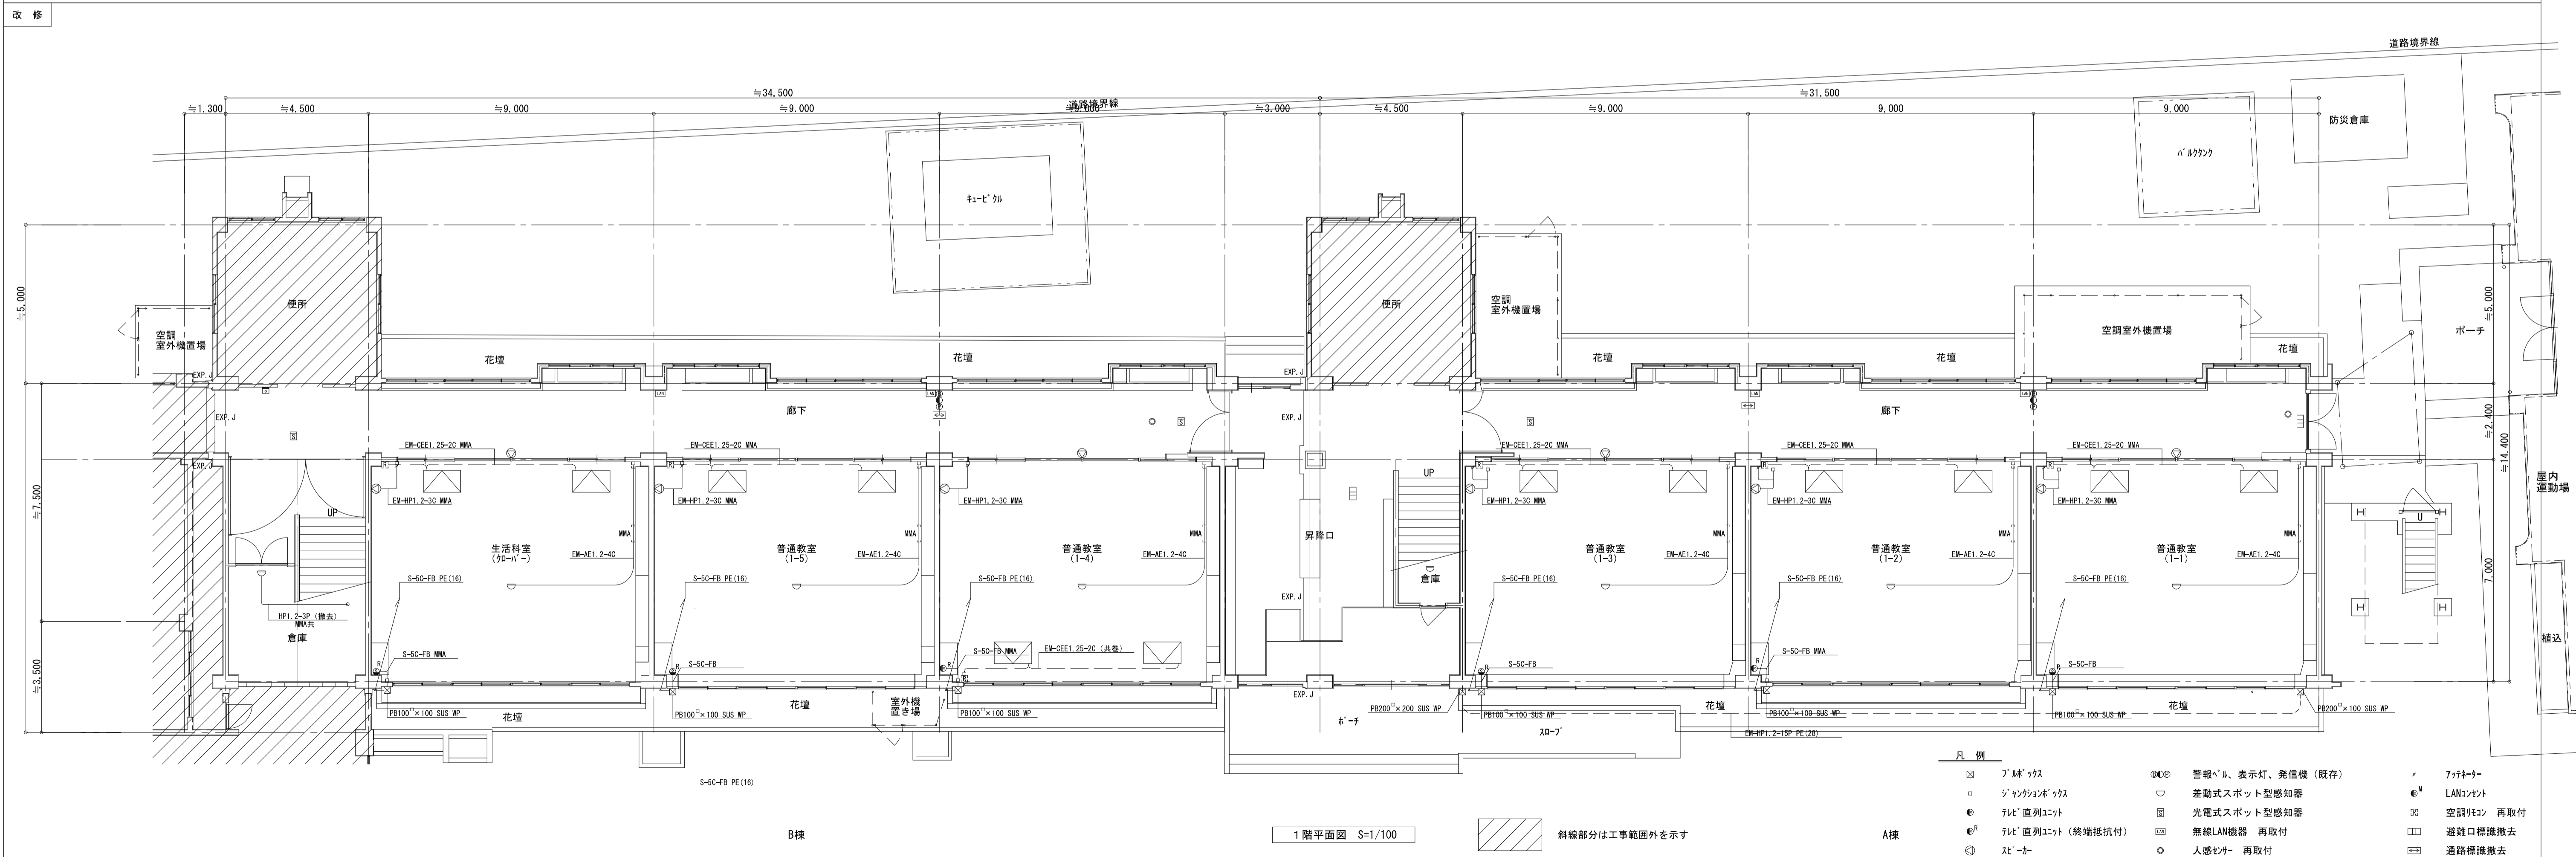 改 修
道路境界線
≒34,500
≒31,500
≒1,300
≒4,500
≒9,000
≒9,000
≒9,000
道路境界線
≒3,000
≒4,500
≒9,000
9,000
9,000
防災倉庫
バルクタンク
キュービクル
≒5,000
便所
便所
空調
室外機置場
空調
室外機置場
空調室外機置場
≒5,000
ポーチ
花壇
花壇
花壇
花壇
花壇
EXP.J
EXP.J
EXP.J
EXP.J
EXP.J
廊下
廊下
≒2,400
≒14,400
EM-CEE1.25-2C MMA
EM-CEE1.25-2C MMA
EM-CEE1.25-2C MMA
EM-CEE1.25-2C MMA
EM-CEE1.25-2C MMA
≒7,500
EM-HP1.2-3C MMA
EM-HP1.2-3C MMA
EM-HP1.2-3C MMA
EM-HP1.2-3C MMA
EM-HP1.2-3C MMA
EM-HP1.2-3C MMA
UP
UP
U
屋内
運動場
MMA
MMA
MMA
MMA
MMA
MMA
昇降口
生活科室
(クローバー)
普通教室
(1-5)
普通教室
(1-4)
普通教室
(1-3)
普通教室
(1-2)
普通教室
(1-1)
EM-AE1.2-4C
EM-AE1.2-4C
EM-AE1.2-4C
EM-AE1.2-4C
EM-AE1.2-4C
EM-AE1.2-4C
7,000
S-5C-FB PE(16)
S-5C-FB PE(16)
S-5C-FB PE(16)
S-5C-FB PE(16)
S-5C-FB PE(16)
S-5C-FB PE(16)
倉庫
EXP.J
HP1.2-3P (撤去)
MMA共
倉庫
植込
≒3,500
S-5C-FB MMA
S-5C-FB
S-5C-FB MMA
EM-CEE1.25-2C (共巻)
S-5C-FB
S-5C-FB MMA
S-5C-FB
EXP.J
PB100□×100 SUS WP
PB100□×100 SUS WP
PB100□×100 SUS WP
PB200□×200 SUS WP
PB100□×100 SUS WP
PB100□×100 SUS WP
PB100□×100 SUS WP
PB200□×100 SUS WP
花壇
花壇
室外機
置き場
ポーチ
スロープ
花壇
花壇
EM-HP1.2-15P PE(28)
S-5C-FB PE(16)
B棟
1階平面図 S=1/100
斜線部分は工事範囲外を示す
A棟
凡 例
プルボックス
ジャンクションボックス
テレビ直列ユニット
テレビ直列ユニット (終端抵抗付)
スピーカー
警報ベル、表示灯、発信機 (既存)
差動式スポット型感知器
光電式スポット型感知器
無線LAN機器 再取付
人感センサー 再取付
アッテネーター
LANコンセント
空調リモコン 再取付
避難口標識撤去
通路標識撤去